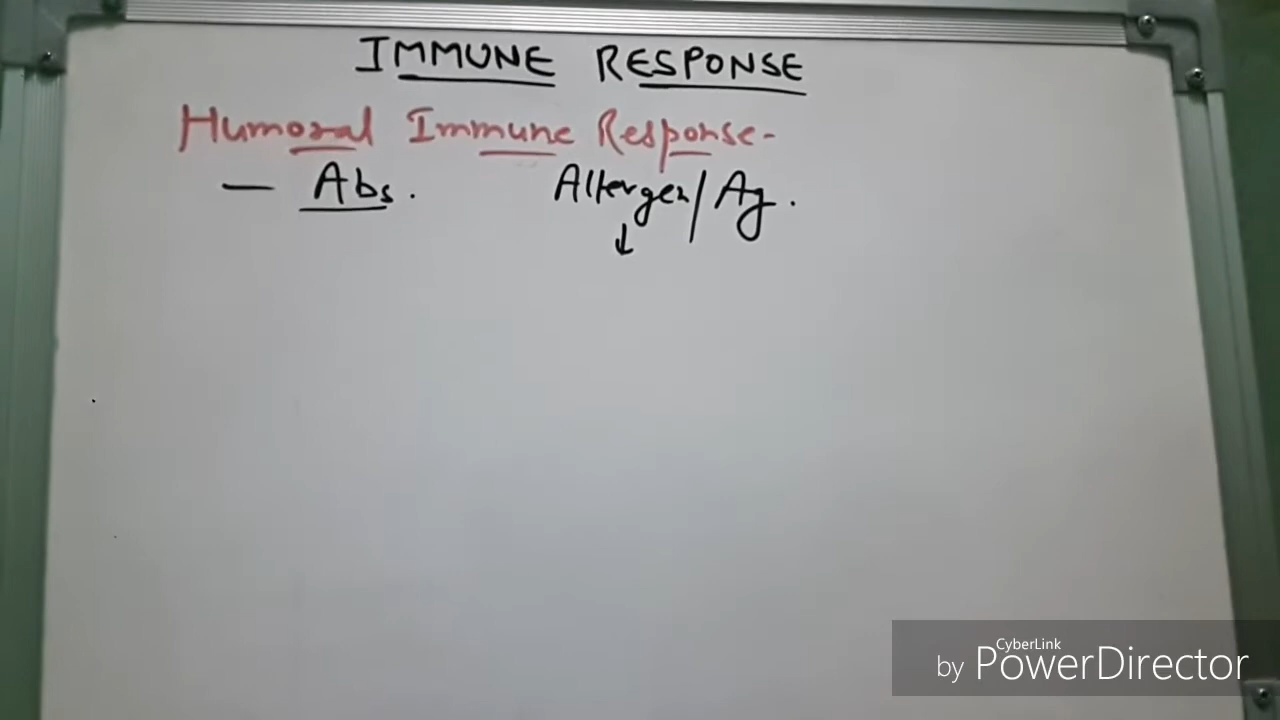 IMMUNE RESPONSE
Humoral Immune Response-
— Abs. Allergen/Ag.
↓
CyberLink
by PowerDirector